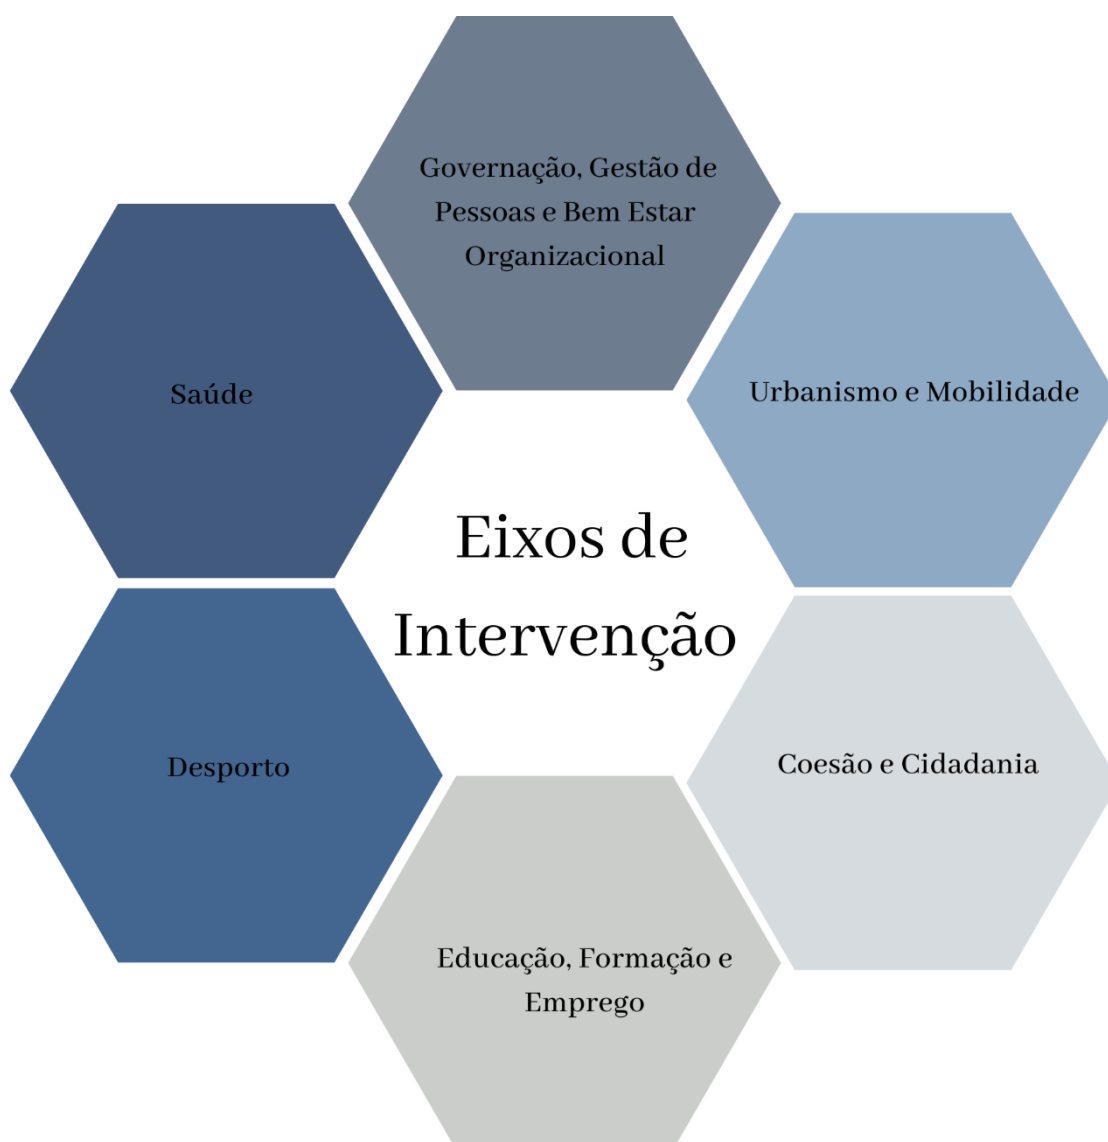 Governação, Gestão de
Pessoas e Bem Estar
Organizacional
Saúde
Urbanismo e Mobilidade
Eixos de
Intervenção
Desporto
Coesão e Cidadania
Educação, Formação e
Emprego